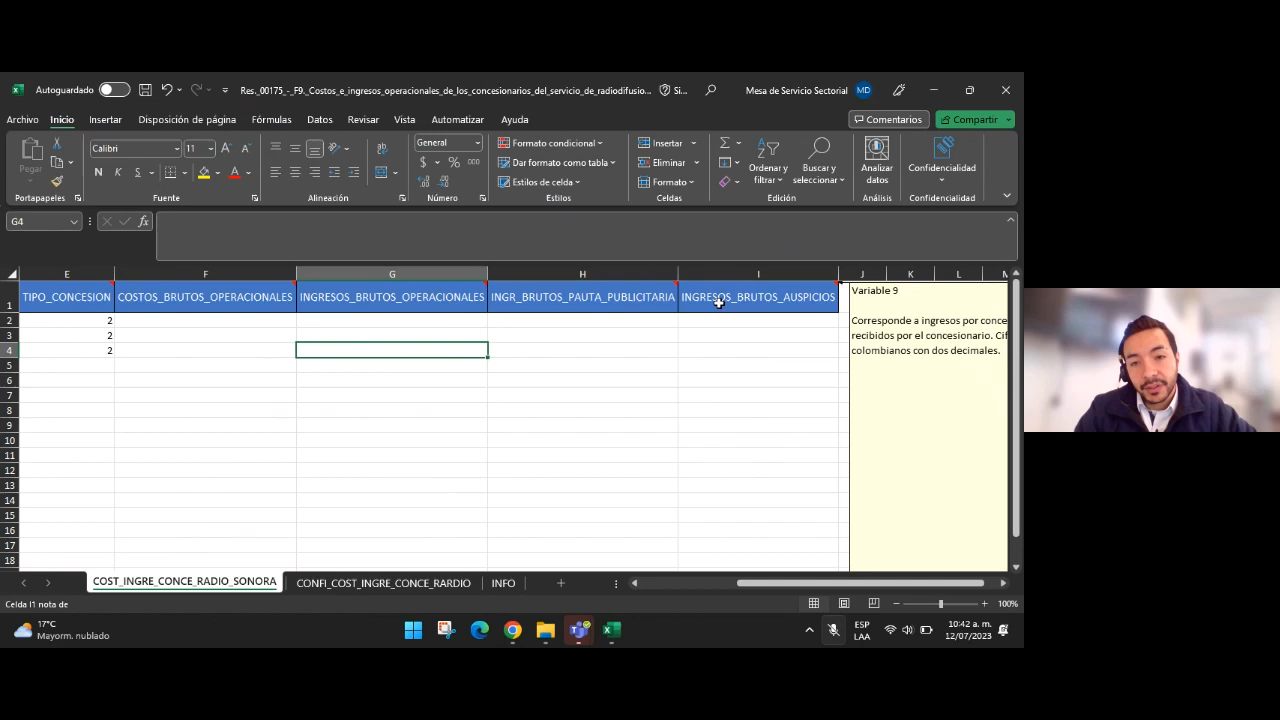 Autoguardado
Res._00175_-_F9._Costos_e_ingresos_operacionales_de_los_concesionarios_del_servicio_de_radiodifusio... Si...
Mesa de Servicio Sectorial MD
Archivo Inicio Insertar Disposición de página Fórmulas Datos Revisar Vista Automatizar Ayuda Comentarios Compartir
Pegar
Portapapeles
Calibri 11
N K S
Fuente
Alineación
General
$ % 000
Número
Formato condicional
Dar formato como tabla
Estilos de celda
Estilos
Insertar
Eliminar
Formato
Celdas
Ordenar y filtrar
Buscar y seleccionar
Edición
Analizar datos
Análisis
Confidencialidad
Confidencialidad
G4 fx
E F G H I J K L M
1 TIPO_CONCESION COSTOS_BRUTOS_OPERACIONALES INGRESOS_BRUTOS_OPERACIONALES INGR_BRUTOS_PAUTA_PUBLICITARIA INGRESOS_BRUTOS_AUSPICIOS
2 2
3 2
4 2
5
6
7
8
9
10
11
12
13
14
15
16
17
18
Variable 9
Corresponde a ingresos por conce
recibidos por el concesionario. Cif
colombianos con dos decimales.
COST_INGRE_CONCE_RADIO_SONORA CONFI_COST_INGRE_CONCE_RARDIO INFO
Celda I1 nota de
100%
17°C
Mayorm. nublado
ESP
LAA
10:42 a. m.
12/07/2023